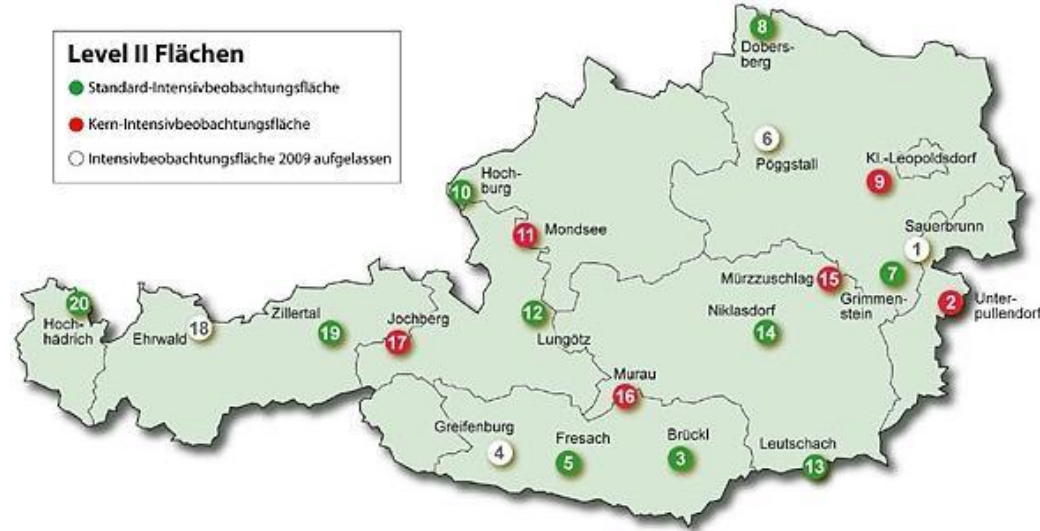 Level II Flächen
Standard-Intensivbeobachtungsfläche
Kern-Intensivbeobachtungsfläche
Intensivbeobachtungsfläche 2009 aufgelassen
8
Dobers-
berg
6
Pöggstall
Kl.-Leopoldsdorf
9
Hoch-
burg
10
11
Mondsee
Sauerbrunn
1
7
Grimmen-
stein
Mürzzuschlag
15
2
Unter-
pullendorf
20
Hoch-
hädrich
18
Ehrwald
Zillertal
19
Jochberg
17
12
Lungötz
Niklasdorf
14
Murau
16
Greifenburg
4
Fresach
5
Brückl
3
Leutschach
13